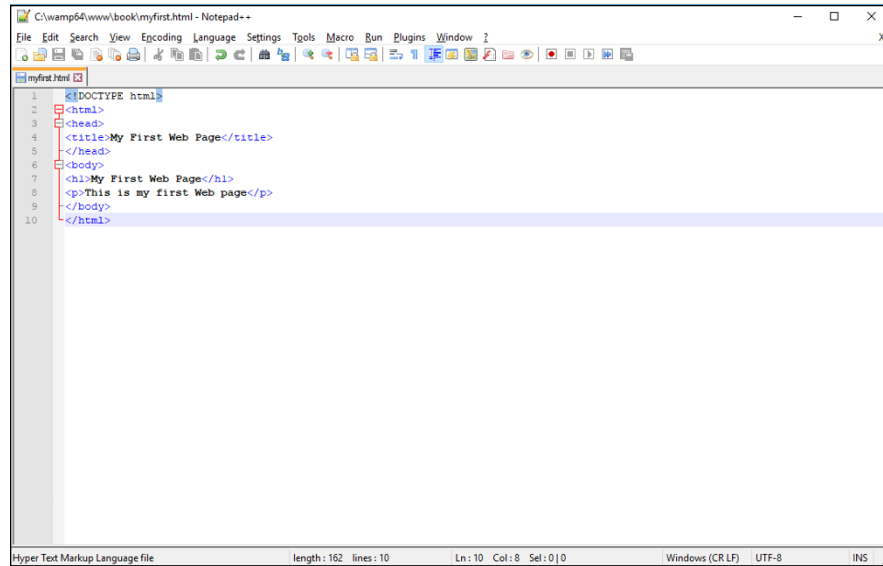 C:\wamp64\www\book\myfirst.html - Notepad++
File Edit Search View Encoding Language Settings Tools Macro Run Plugins Window ? X
myfirst.html
1 <!DOCTYPE html>
2 <html>
3 <head>
4 <title>My First Web Page</title>
5 </head>
6 <body>
7 <h1>My First Web Page</h1>
8 <p>This is my first Web page</p>
9 </body>
10 </html>
Hyper Text Markup Language file length : 162 lines : 10 Ln : 10 Col : 8 Sel : 0 | 0 Windows (CR LF) UTF-8 INS